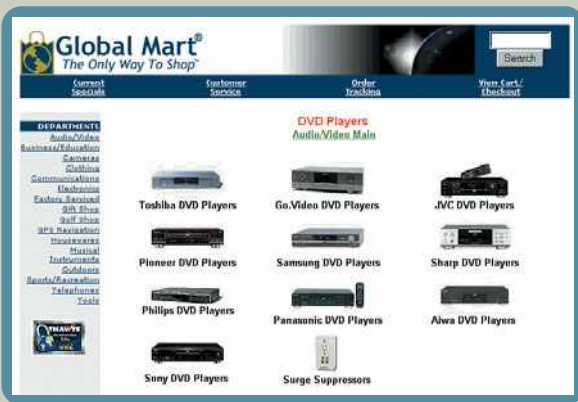 Global Mart®
The Only Way To Shop™
Search
Current Specials
Customer Service
Order Tracking
View Cart/ Checkout
DEPARTMENTS
Audio/Video
Business/Education
Cameras
Clothing
Communications
Electronics
Factory Serviced
Gift Shop
Golf Shop
GPS Navigation
Housewares
Musical
Instruments
Outdoors
Sports/Recreation
Telephones
Tools
THAWTE
DVD Players
Audio/Video Main
Toshiba DVD Players
Go.Video DVD Players
JVC DVD Players
Pioneer DVD Players
Samsung DVD Players
Sharp DVD Players
Philips DVD Players
Panasonic DVD Players
Aiwa DVD Players
Sony DVD Players
Surge Suppressors